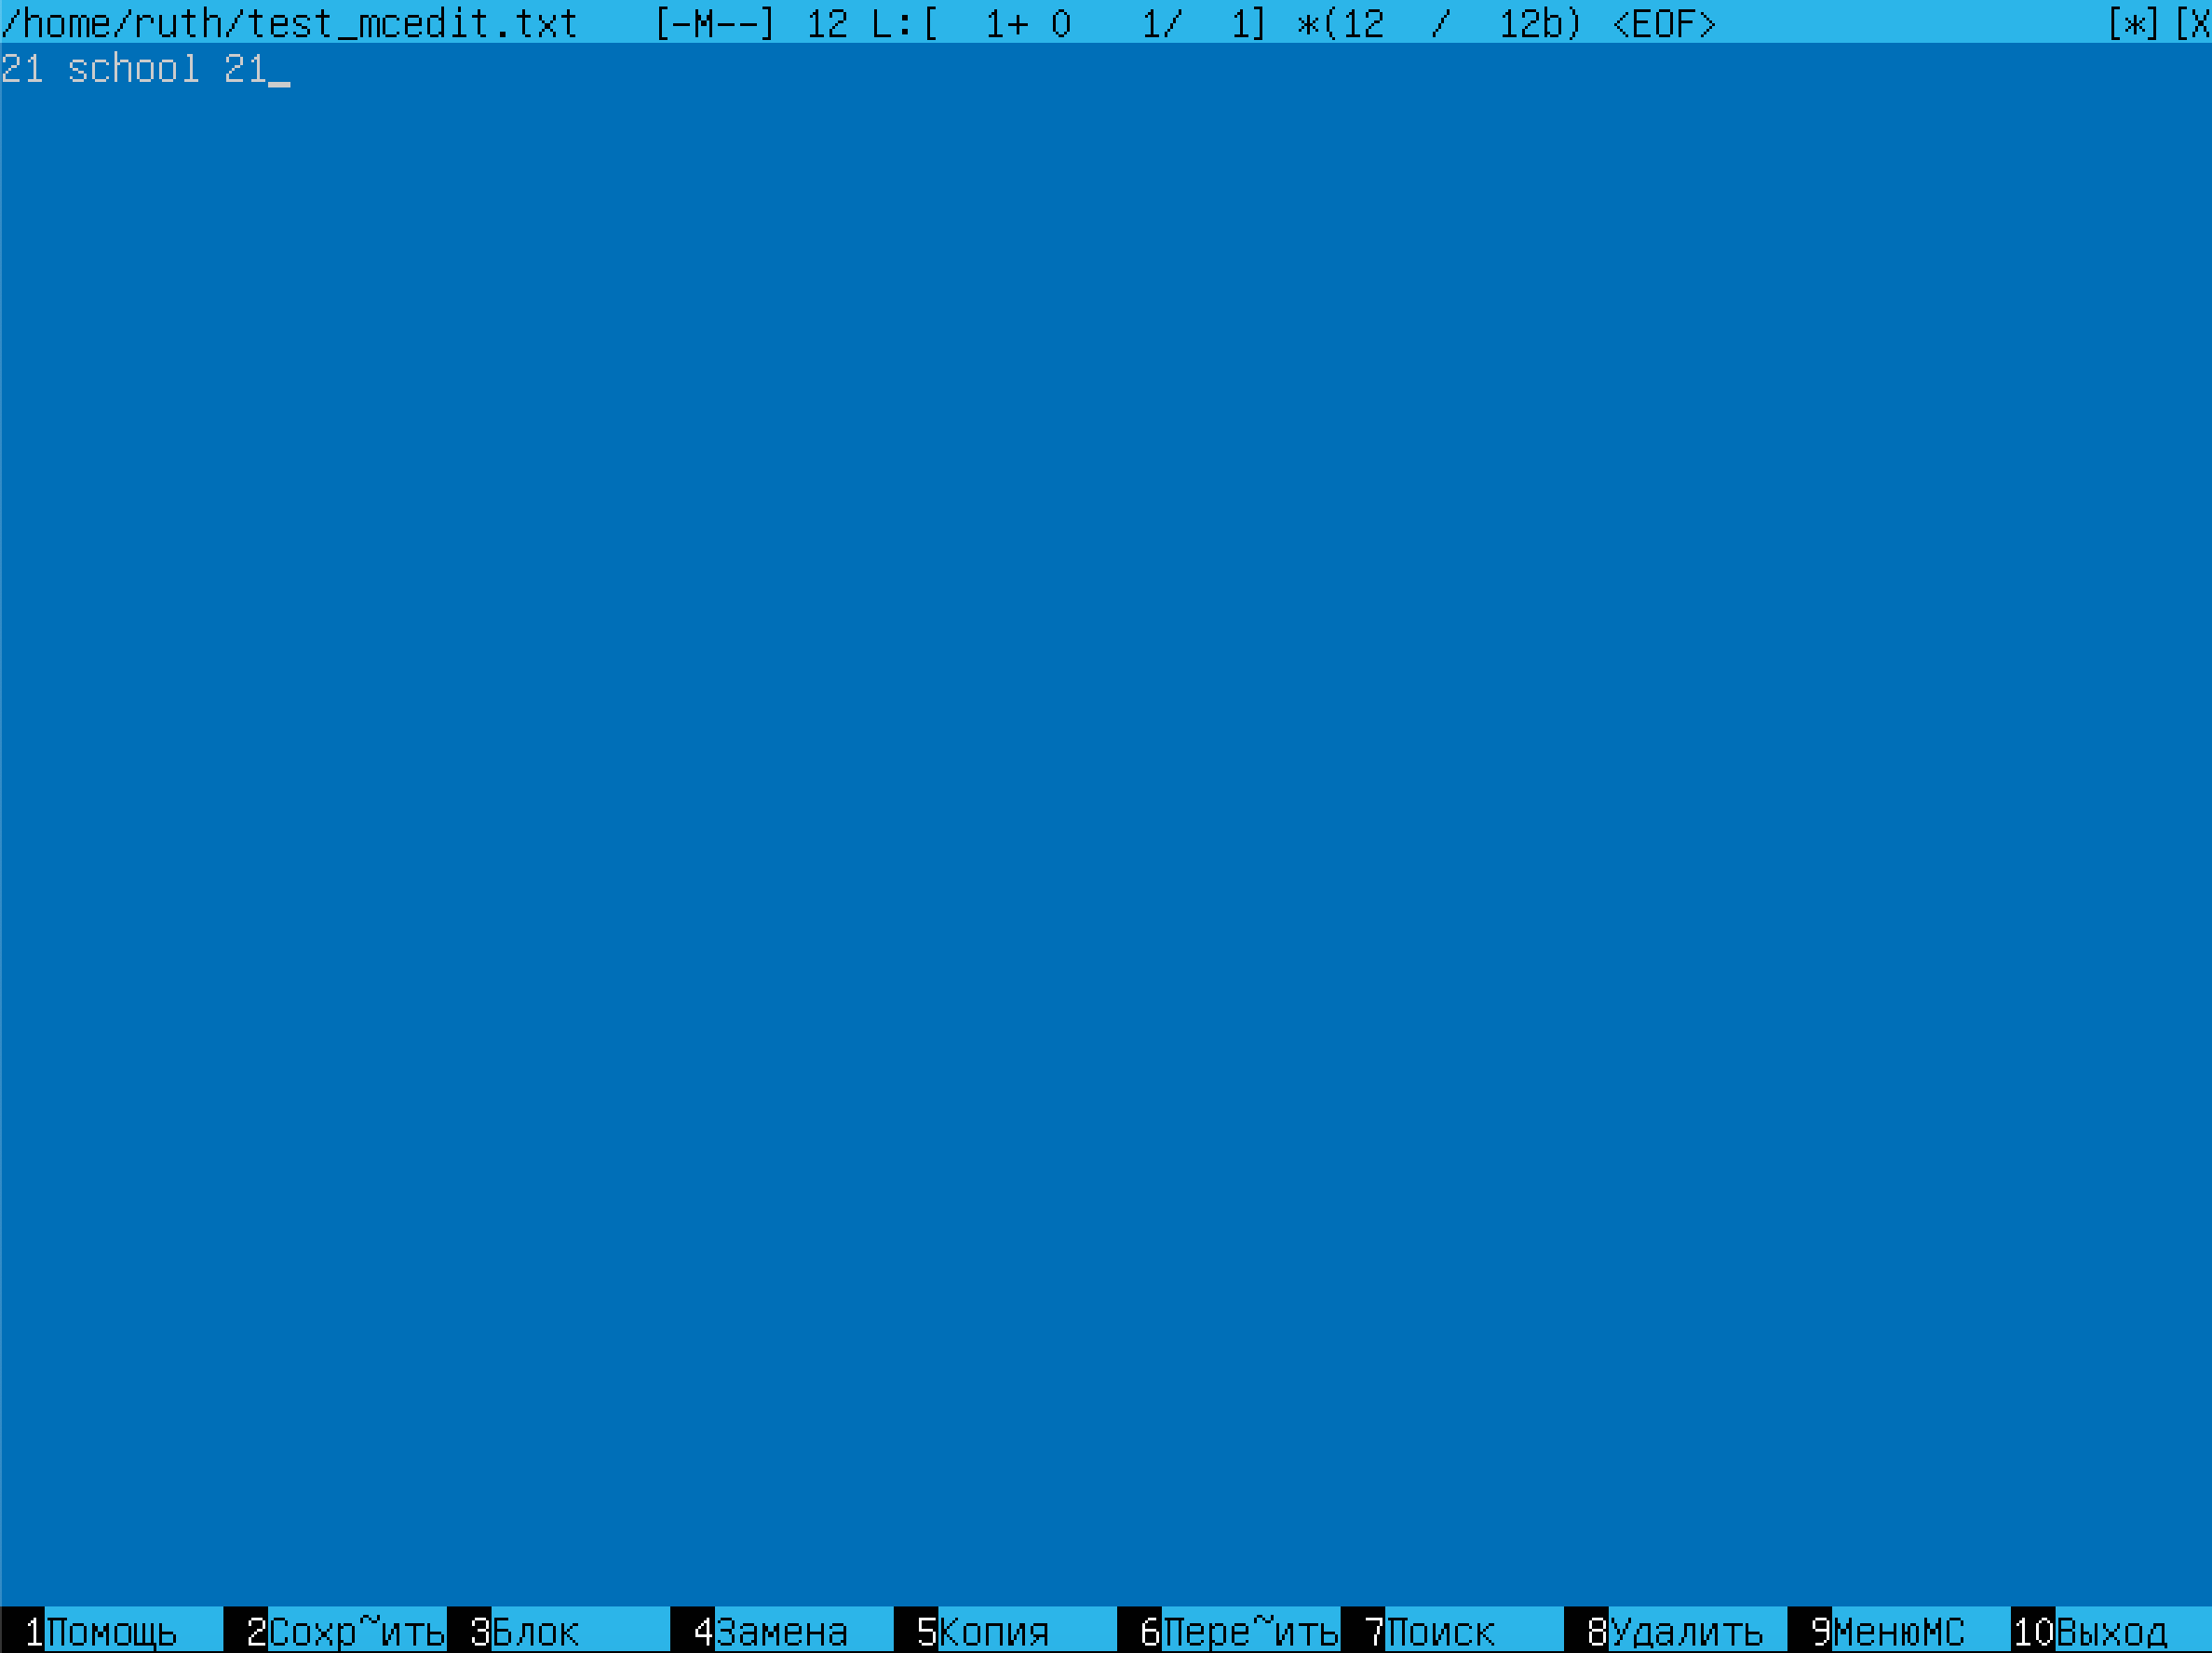 /home/ruth/test_mcedit.txt [-M--] 12 L:[ 1+ 0 1/ 1] *(12 / 12b) <EOF> [*][X
21 school 21_
1Помощь 2Сохр~ить 3Блок 4Замена 5Копия 6Пере~ить 7Поиск 8Удалить 9МенюMC 10Выход